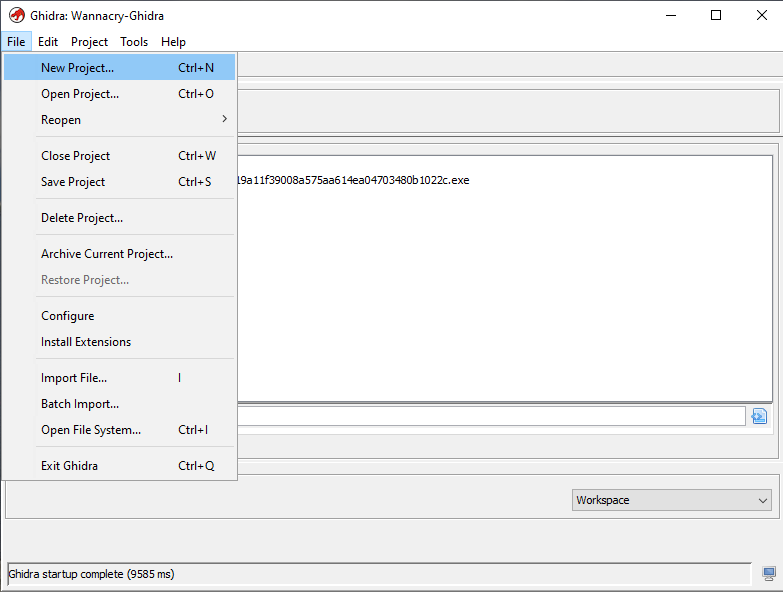 Ghidra: Wannacry-Ghidra
File Edit Project Tools Help
New Project... Ctrl+N
Open Project... Ctrl+O
Reopen
Close Project Ctrl+W
Save Project Ctrl+S
19a11f39008a575aa614ea04703480b1022c.exe
Delete Project...
Archive Current Project...
Restore Project...
Configure
Install Extensions
Import File... I
Batch Import...
Open File System... Ctrl+I
Exit Ghidra Ctrl+Q
Workspace
Ghidra startup complete (9585 ms)